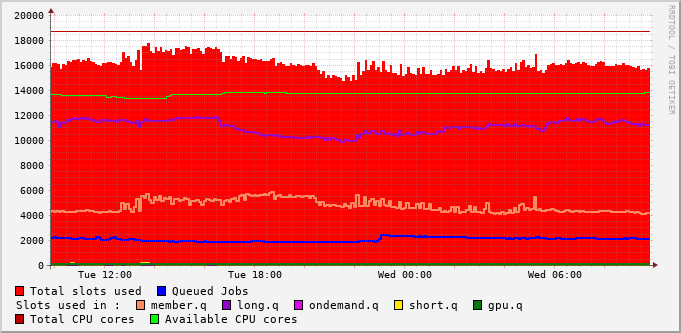 20000
18000
16000
14000
12000
10000
8000
6000
4000
2000
0
Tue 12:00 Tue 18:00 Wed 00:00 Wed 06:00
RRDTOOL / TOBI OETIKER
Total slots used Queued Jobs
Slots used in : member.q long.q ondemand.q short.q gpu.q
Total CPU cores Available CPU cores